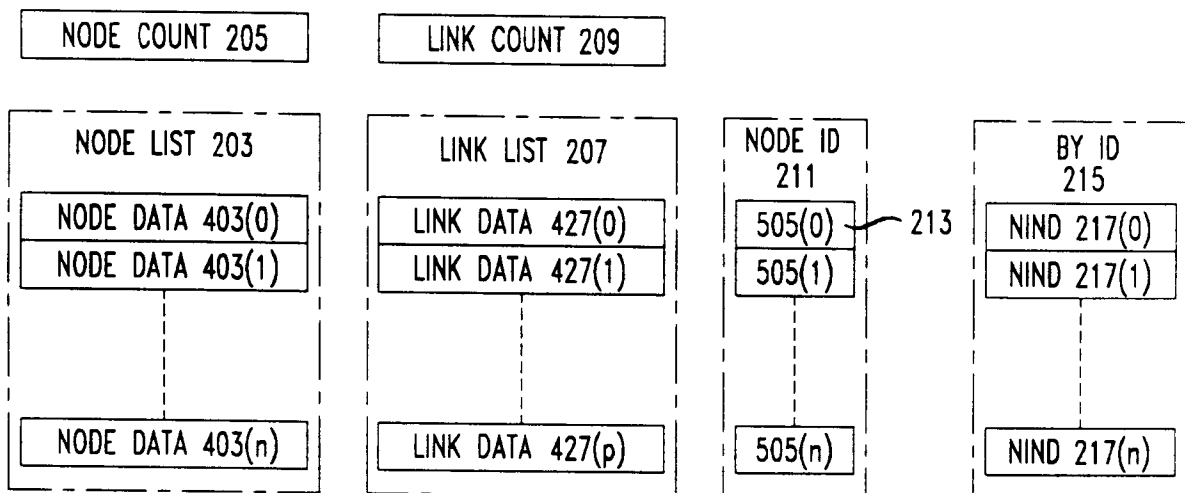 NODE COUNT 205
LINK COUNT 209
NODE LIST 203
NODE DATA 403(0)
NODE DATA 403(1)
NODE DATA 403(n)
LINK LIST 207
LINK DATA 427(0)
LINK DATA 427(1)
LINK DATA 427(p)
NODE ID
211
505(0)
213
505(1)
505(n)
BY ID
215
NIND 217(0)
NIND 217(1)
NIND 217(n)